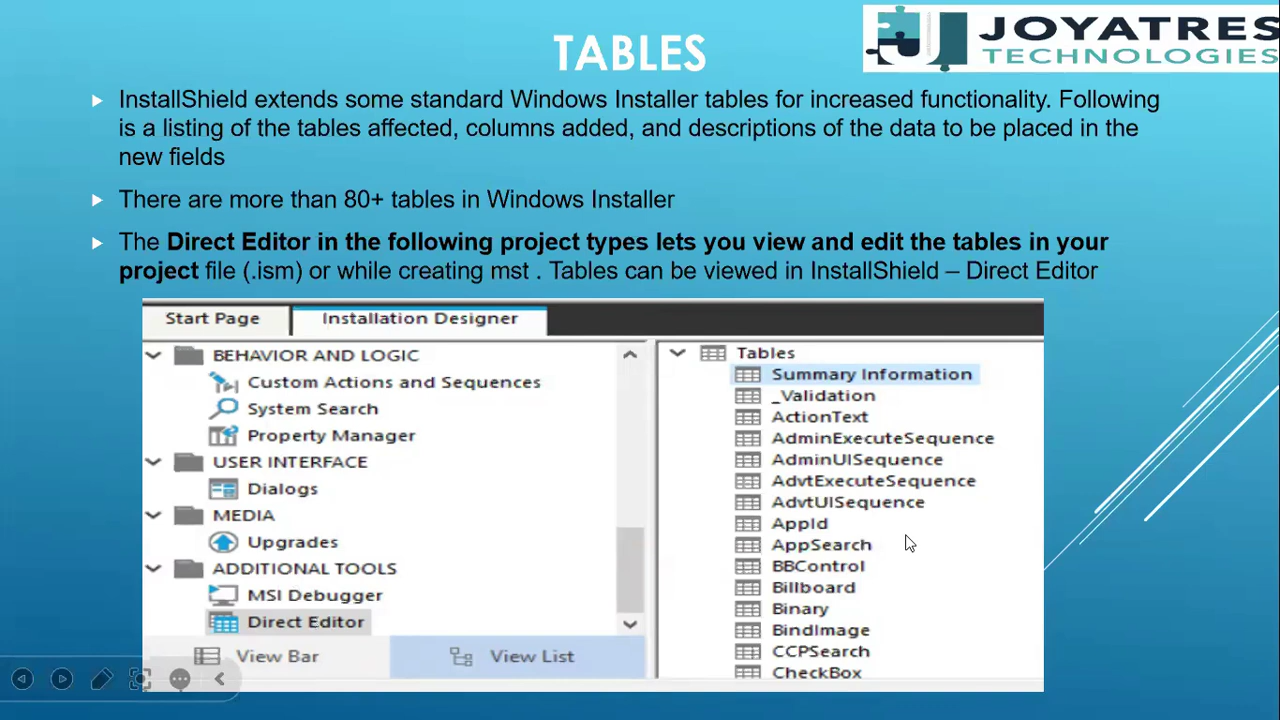 TABLES
JOYATRES
TECHNOLOGIES
InstallShield extends some standard Windows Installer tables for increased functionality. Following
is a listing of the tables affected, columns added, and descriptions of the data to be placed in the
new fields
There are more than 80+ tables in Windows Installer
The Direct Editor in the following project types lets you view and edit the tables in your
project file (.ism) or while creating mst . Tables can be viewed in InstallShield – Direct Editor
Start Page
Installation Designer
BEHAVIOR AND LOGIC
Custom Actions and Sequences
System Search
Property Manager
USER INTERFACE
Dialogs
MEDIA
Upgrades
ADDITIONAL TOOLS
MSI Debugger
Direct Editor
View Bar
View List
Tables
Summary Information
_Validation
ActionText
AdminExecuteSequence
AdminUISequence
AdvtExecuteSequence
AdvtUISequence
AppId
AppSearch
BBControl
Billboard
Binary
BindImage
CCPSearch
CheckBox